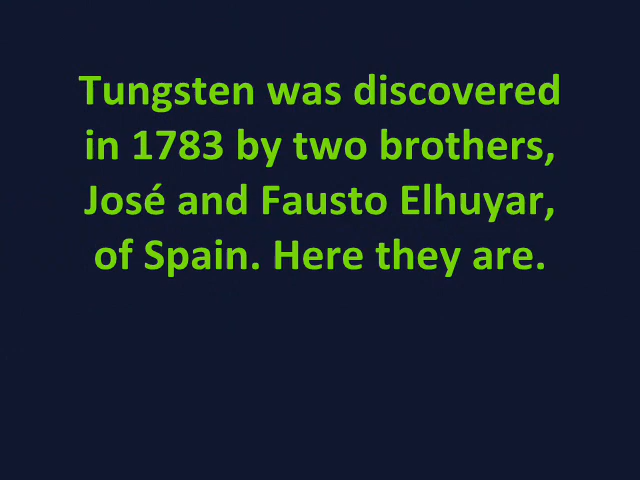 Tungsten was discovered
in 1783 by two brothers,
José and Fausto Elhuyar,
of Spain. Here they are.